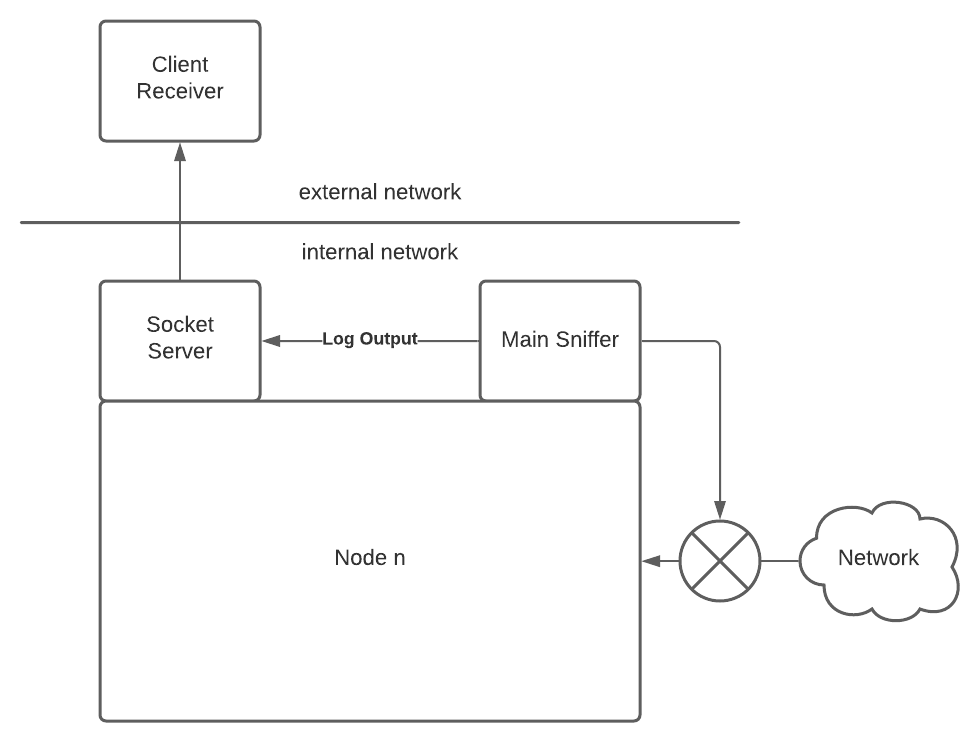 Client
Receiver
external network
internal network
Socket
Server
Log Output
Main Sniffer
Node n
Network